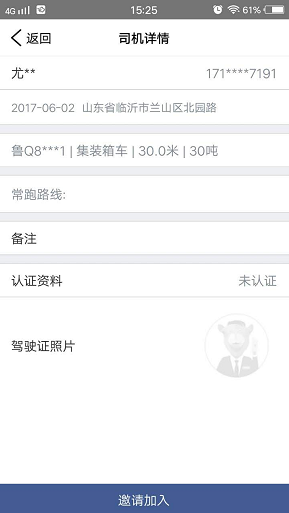 4G 15:25 61%
返回 司机详情
尤** 171****7191
2017-06-02 山东省临沂市兰山区北园路
鲁Q8***1 | 集装箱车 | 30.0米 | 30吨
常跑路线:
备注
认证资料 未认证
驾驶证照片
邀请加入